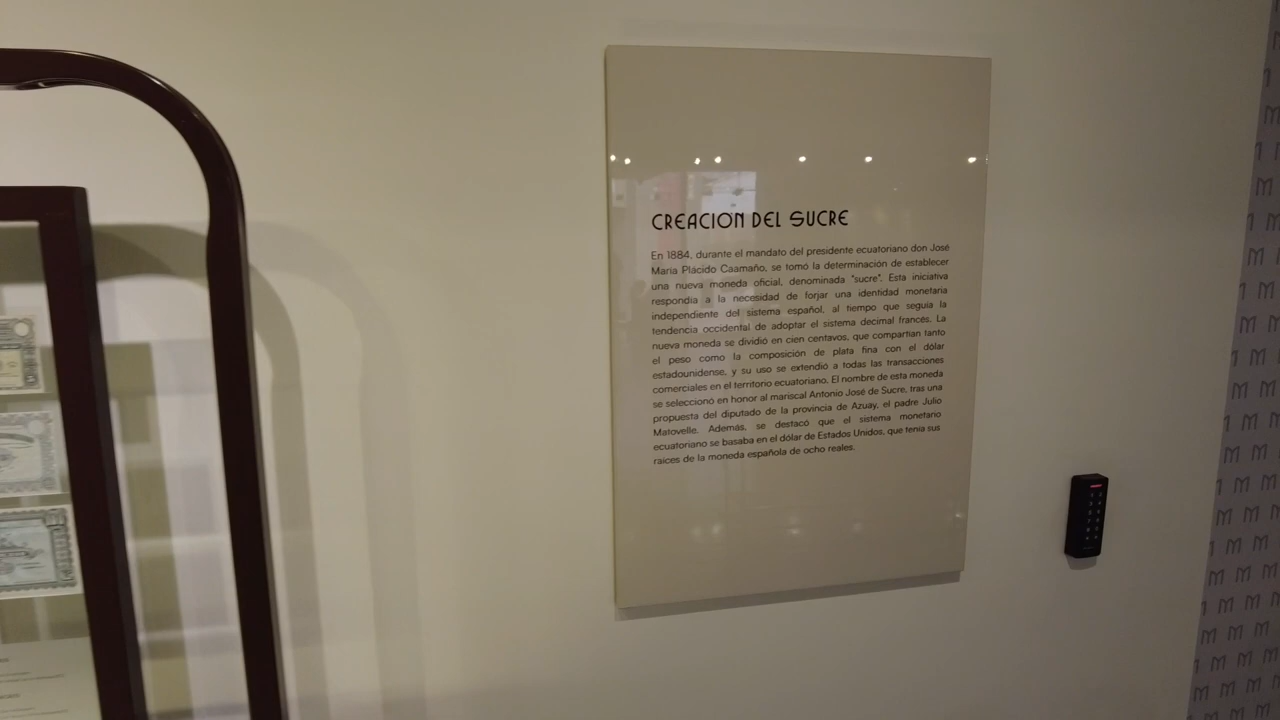 CREACION DEL SUCRE
En 1884, durante el mandato del presidente ecuatoriano don José
María Plácido Caamaño, se tomó la determinación de establecer
una nueva moneda oficial, denominada "sucre". Esta iniciativa
respondía a la necesidad de forjar una identidad monetaria
independiente del sistema español, al tiempo que seguía la
tendencia occidental de adoptar el sistema decimal francés. La
nueva moneda se dividió en cien centavos, que compartían tanto
el peso como la composición de plata fina con el dólar
estadounidense, y su uso se extendió a todas las transacciones
comerciales en el territorio ecuatoriano. El nombre de esta moneda
se seleccionó en honor al mariscal Antonio José de Sucre, tras una
propuesta del diputado de la provincia de Azuay, el padre Julio
Matovelle. Además, se destacó que el sistema monetario
ecuatoriano se basaba en el dólar de Estados Unidos, que tenía sus
raíces de la moneda española de ocho reales.